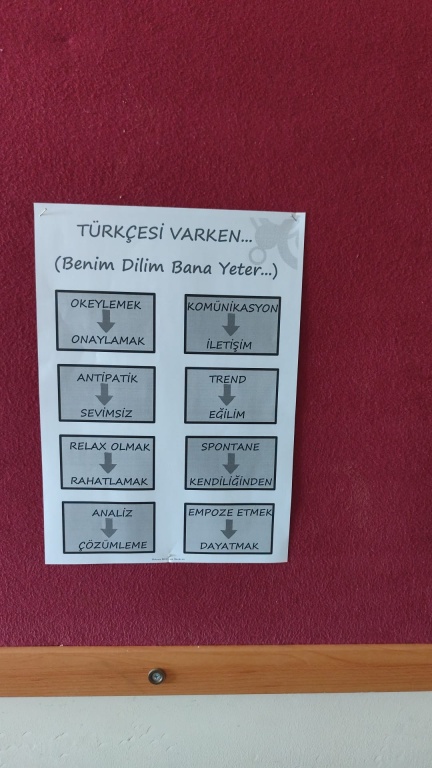 TÜRKÇESİ VARKEN...
(Benim Dilim Bana Yeter...)
OKEYLEMEK
ONAYLAMAK
KOMÜNİKASYON
İLETİŞİM
ANTİPATİK
SEVİMSİZ
TREND
EĞİLİM
RELAX OLMAK
RAHATLAMAK
SPONTANE
KENDİLİĞİNDEN
ANALİZ
ÇÖZÜMLEME
EMPOZE ETMEK
DAYATMAK